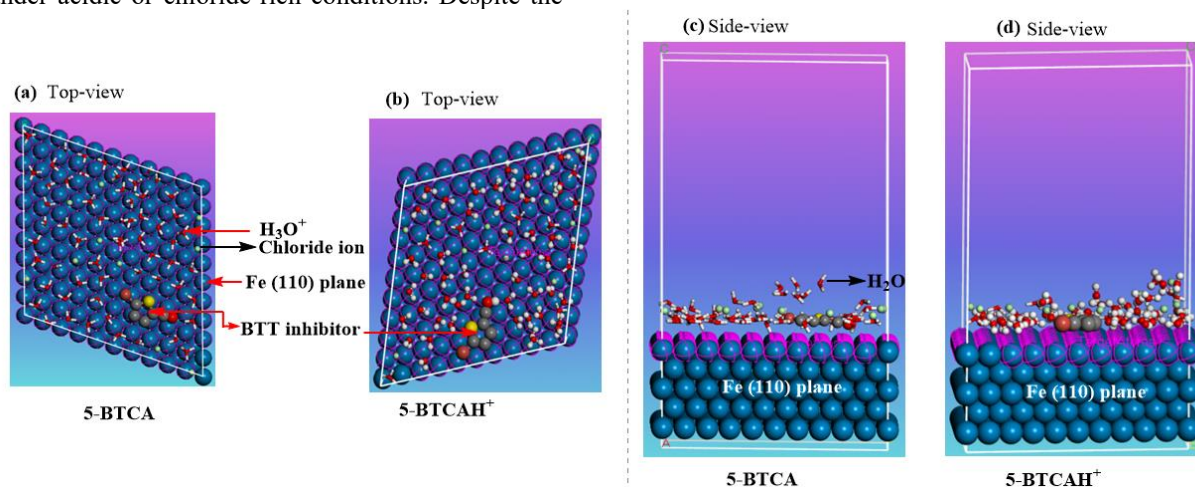 nder acidic or chloride-rich conditions. Despite the
(a) Top-view
(b) Top-view
H3O+
Chloride ion
Fe (110) plane
BTT inhibitor
5-BTCA
5-BTCAH+
(c) Side-view
(d) Side-view
H2O
Fe (110) plane
Fe (110) plane
5-BTCA
5-BTCAH+